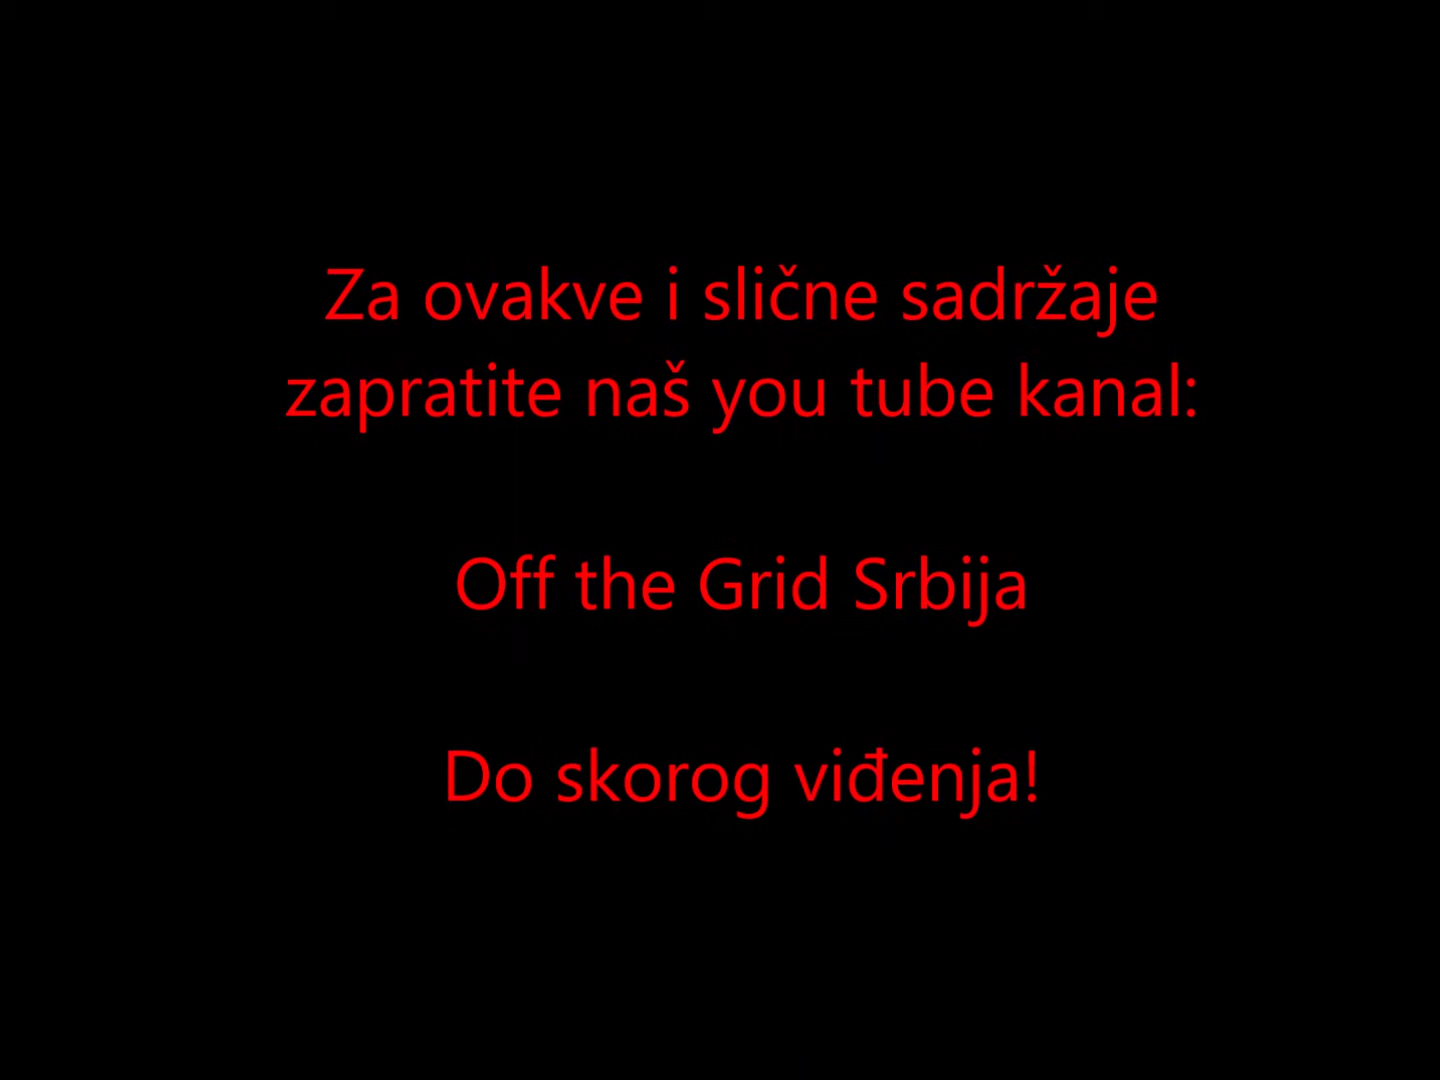 Za ovakve i slične sadržaje
zapratite naš you tube kanal:
Off the Grid Srbija
Do skorog viđenja!